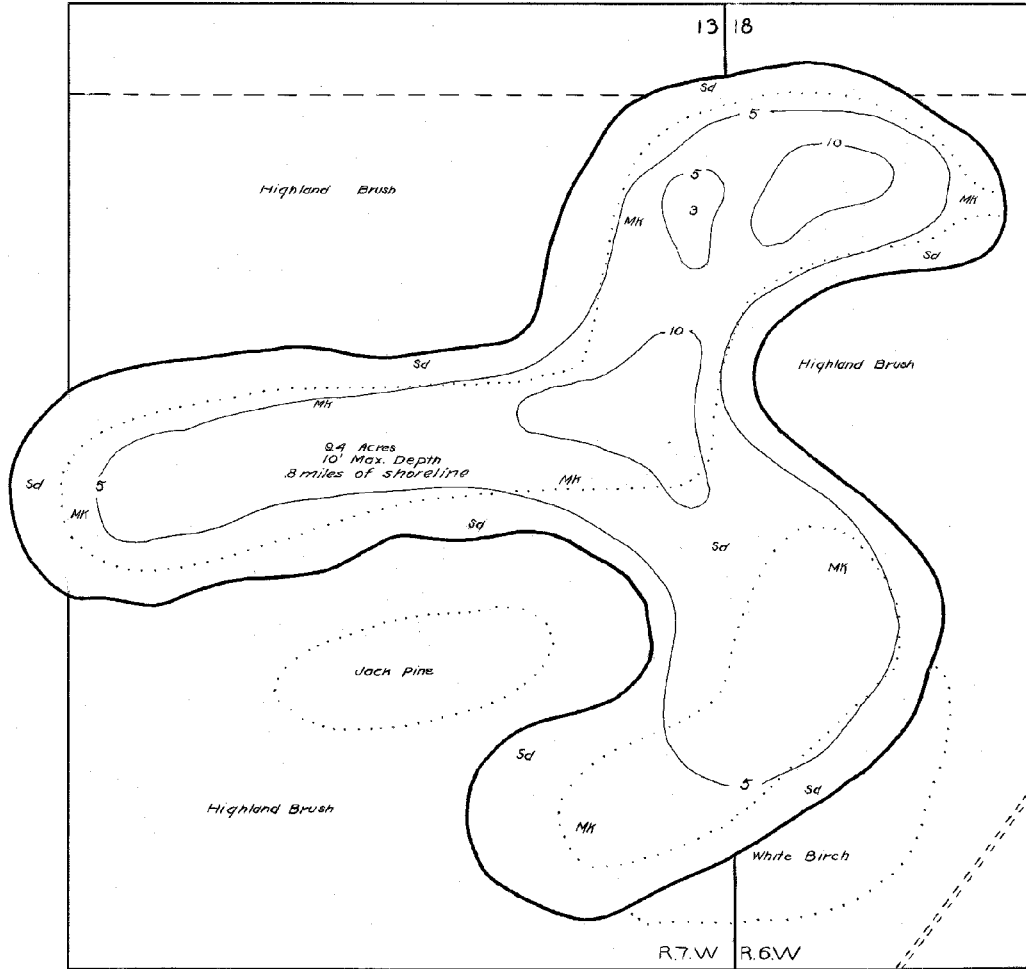 13 18
Sd
5
10
Highland Brush
5
MK
3
MK
Sd
10
Sd
Highland Brush
MK
9.4 Acres
10' Max. Depth
.8 miles of shoreline
Sd
5
MK
MK
Sd
Sd
MK
Jack Pine
Sd
5
Sd
Highland Brush
MK
White Birch
R.7.W R.6.W